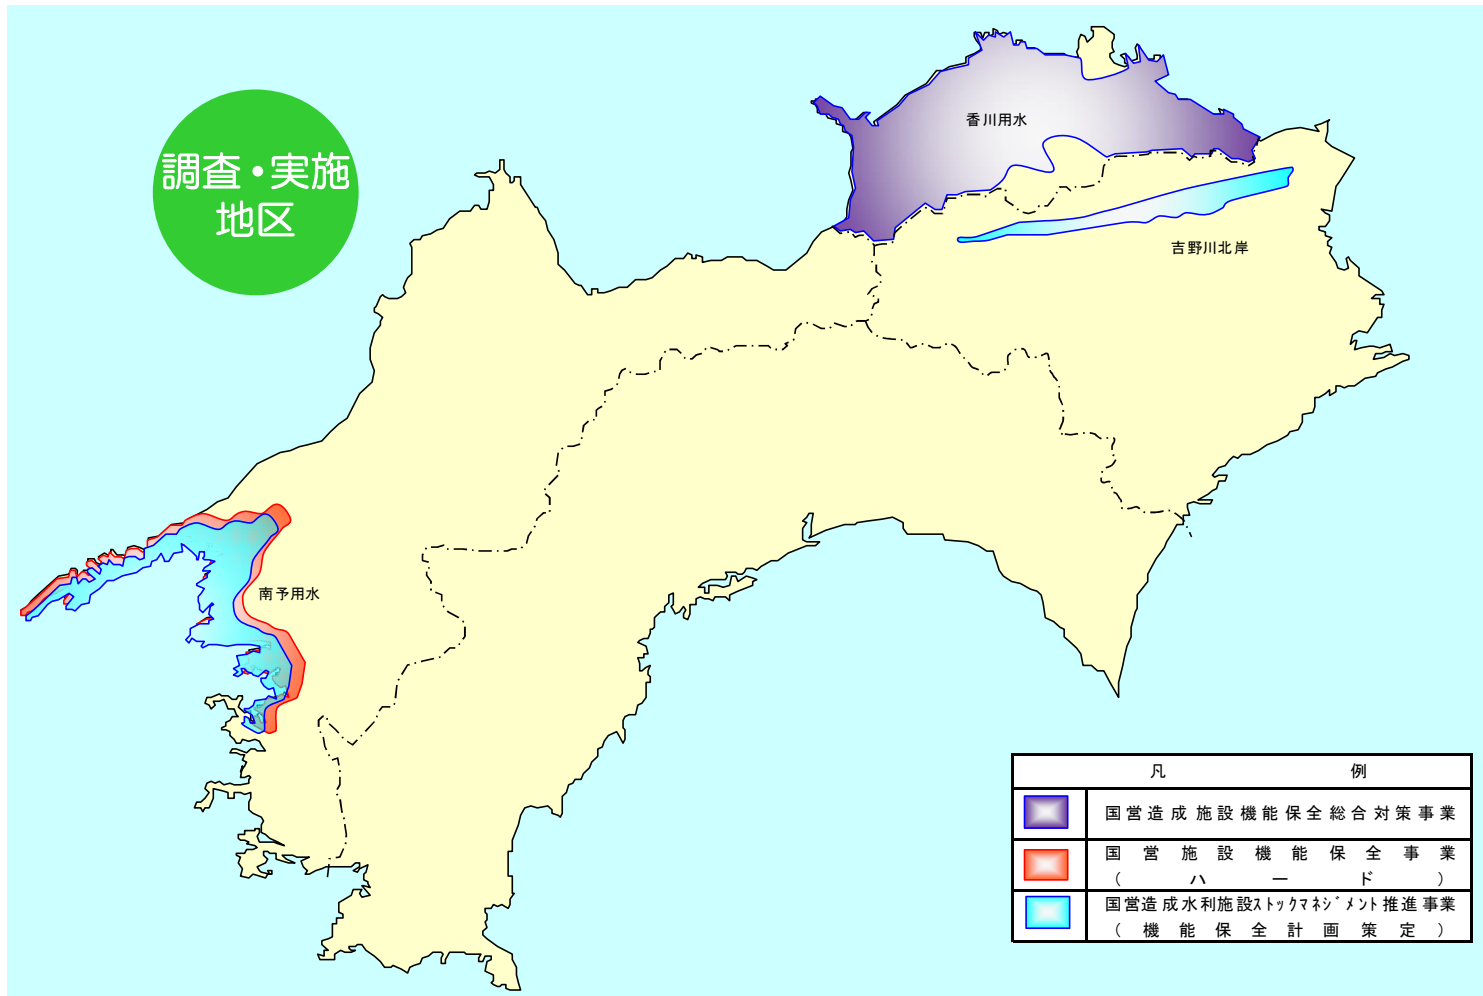 調査・実施
地区
香川用水
吉野川北岸
南予用水
凡例
国営造成施設機能保全総合対策事業
国営施設機能保全事業
(ハード)
国営造成水利施設ストックマネジメント推進事業
(機能保全計画策定)